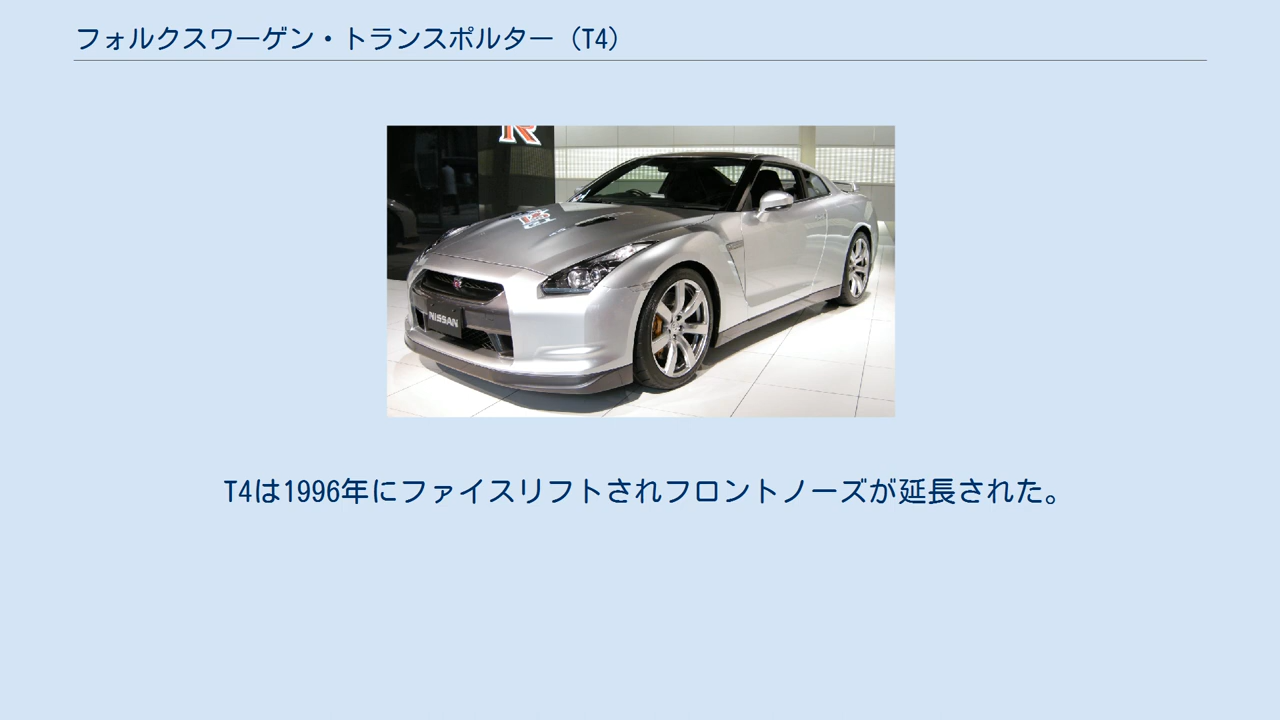 フォルクスワーゲン・トランスポルター（T4）
R
NISSAN
T4は1996年にファイスリフトされフロントノーズが延長された。